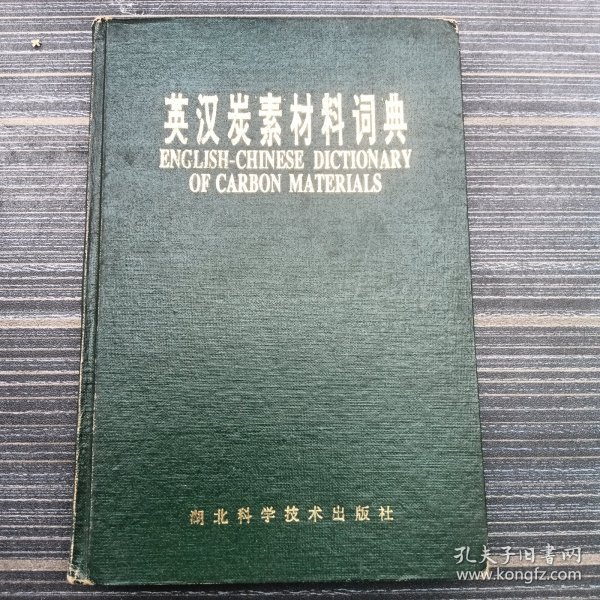 英汉炭素材料词典
ENGLISH-CHINESE DICTIONARY
OF CARBON MATERIALS
湖北科学技术出版社
孔夫子旧书网
www.kongfz.com